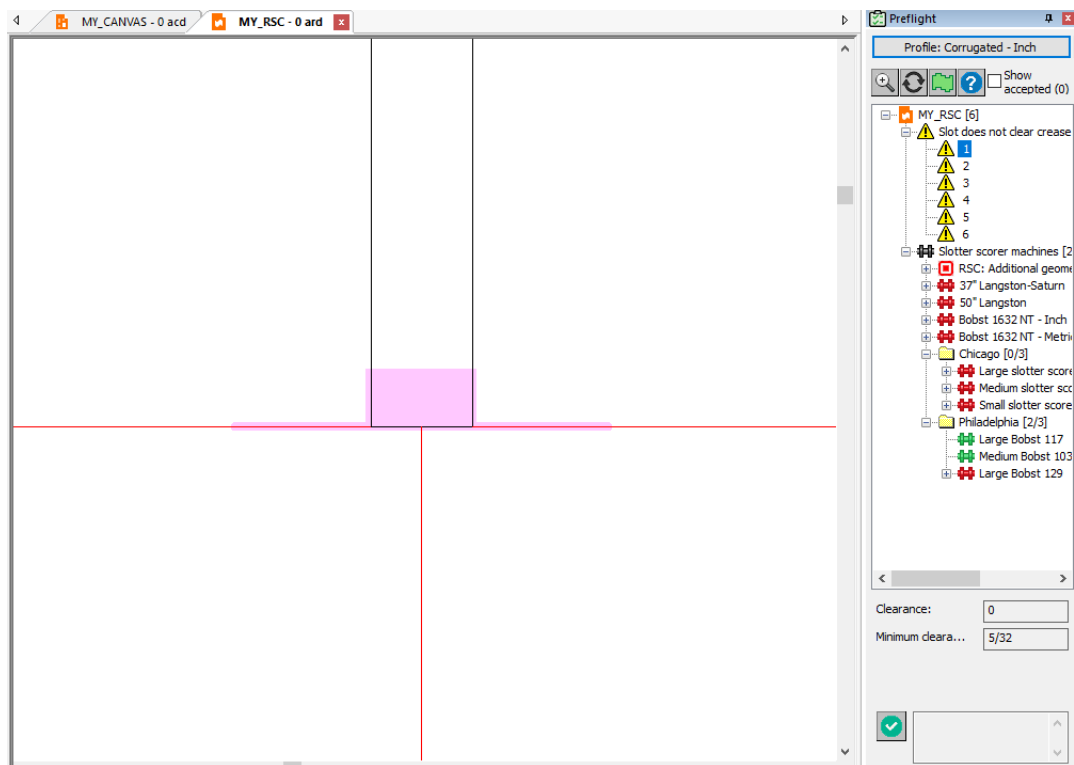 MY_CANVAS - 0 acd
MY_RSC - 0 ard
Preflight
Profile: Corrugated - Inch
Show
accepted (0)
MY_RSC [6]
Slot does not clear crease
1
2
3
4
5
6
Slotter scorer machines [2
RSC: Additional geome
37" Langston-Saturn
50" Langston
Bobst 1632 NT - Inch
Bobst 1632 NT - Metri
Chicago [0/3]
Large slotter score
Medium slotter sco
Small slotter score
Philadelphia [2/3]
Large Bobst 117
Medium Bobst 103
Large Bobst 129
Clearance:
0
Minimum cleara...
5/32